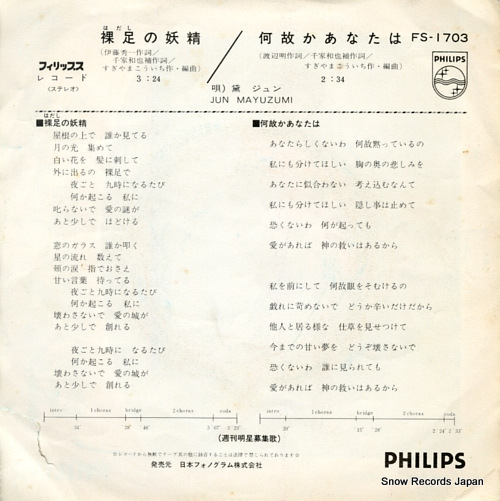 はだし
裸足の妖精
何故かあなたは FS-1703
フィリップス
レコード
(ステレオ)
(伊藤秀一作詞/
千家和也補作詞/
すぎやまこういち作・編曲)
3:24
(渡辺明作詞/千家和也補作詞/
すぎやまこういち作・編曲)
2:34
PHILIPS
唄) 黛 ジュン
JUN MAYUZUMI
はだし
■裸足の妖精
屋根の上で 誰か見てる
月の光 集めて
白い花を 髪に刺して
外に出るの 裸足で
夜ごと 九時になるたび
何か起こる 私に
叱らないで 愛の謎が
あと少しで ほどける
窓のガラス 誰か叩く
星の流れ 数えて
頬の涙 指でおさえ
甘い言葉 待ってる
夜ごと九時になるたび
何か起こる 私に
壊わさないで 愛の城が
あと少しで 創れる
夜ごと九時に なるたび
何か起こる 私に
壊わさないで 愛の城が
あと少しで 創れる
■何故かあなたは
あなたらしくないわ 何故黙っているの
私にも分けてほしい 胸の奥の悲しみを
あなたに似合わない 考え込むなんて
私にも分けてほしい 隠し事は止めて
恐くないわ 何が起っても
愛があれば 神の救いはあるから
私を前にして 何故眼をそむけるの
戯れに苛めないで どうか辛いだけだから
他人と居る様な 仕草を見せつけて
今までの甘い夢を どうぞ壊さないで
恐くないわ 誰に見られても
愛があれば 神の救いはあるから
intro 1chorus bridge 2chorus coda
intro 1chorus bridge 2chorus coda
(週刊明星募集歌)
発売元 日本フォノグラム株式会社
PHILIPS
Snow Records Japan